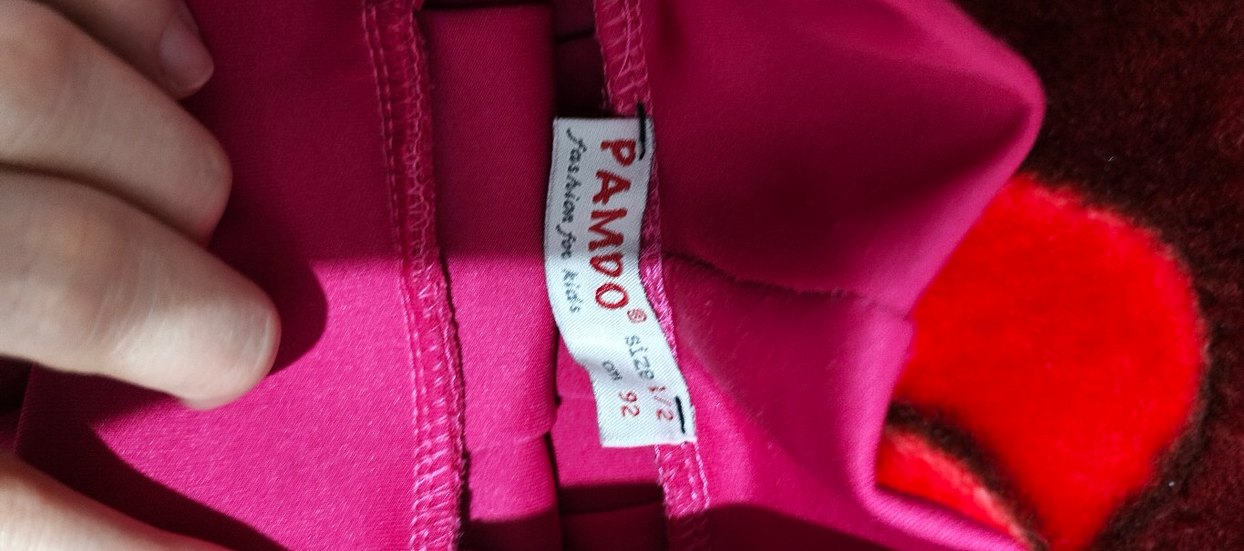 PAMDO®
fashion for kids
size 1/2
cm 92